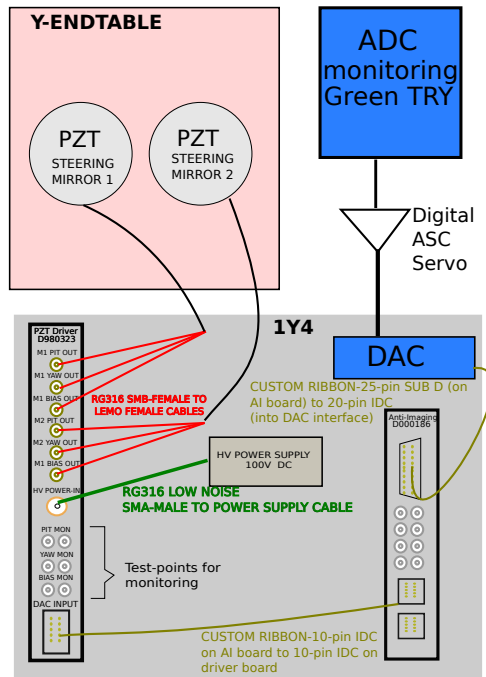 Y-ENDTABLE
PZT
STEERING
MIRROR 1
PZT
STEERING
MIRROR 2
ADC
monitoring
Green TRY
Digital
ASC
Servo
1Y4
DAC
PZT Driver
D980323
M1 PIT OUT
M1 YAW OUT
M1 BIAS OUT
M2 PIT OUT
M2 YAW OUT
M1 BIAS OUT
HV POWER-IN
PIT MON
YAW MON
BIAS MON
DAC INPUT
RG316 SMB-FEMALE TO
LEMO FEMALE CABLES
CUSTOM RIBBON-25-pin SUB D (on
AI board) to 20-pin IDC
(into DAC interface)
Anti-Imaging
D000186
HV POWER SUPPLY
100V DC
RG316 LOW NOISE
SMA-MALE TO POWER SUPPLY CABLE
Test-points for
monitoring
CUSTOM RIBBON-10-pin IDC
on AI board to 10-pin IDC on
driver board